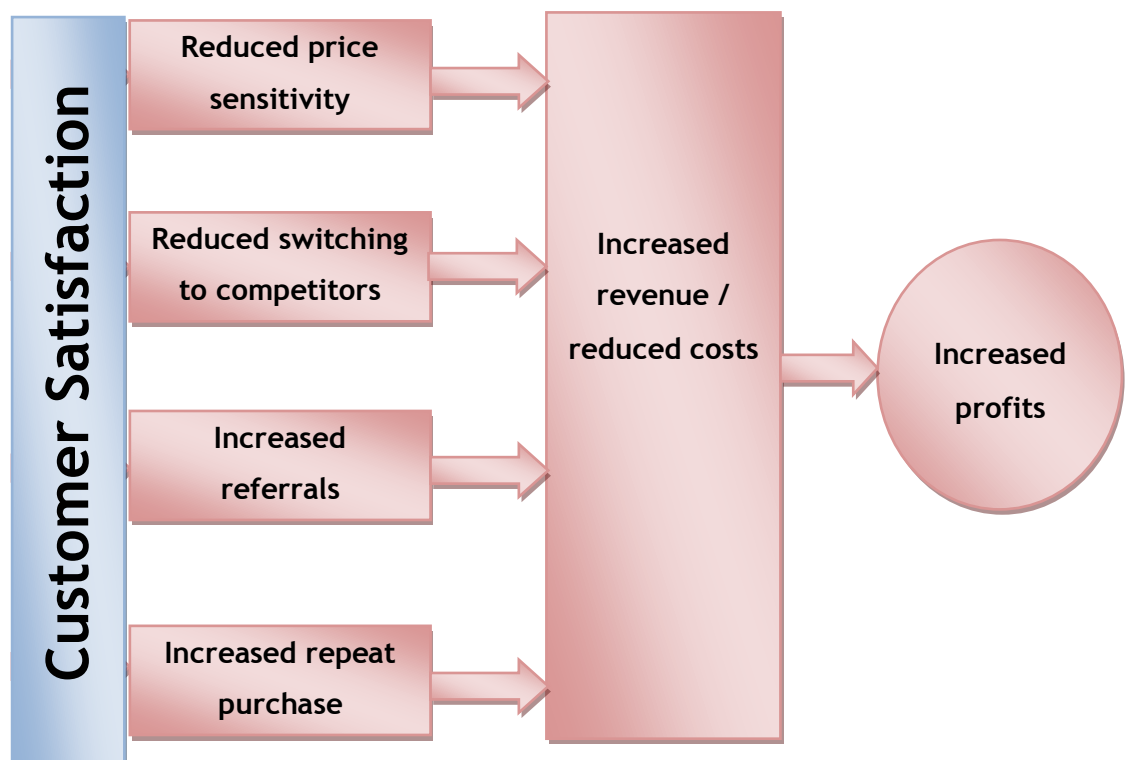 Customer Satisfaction
Reduced price
sensitivity
Reduced switching
to competitors
Increased
referrals
Increased repeat
purchase
Increased
revenue /
reduced costs
Increased
profits